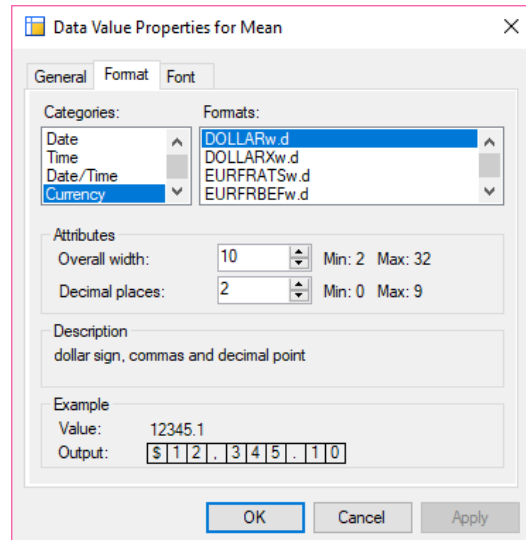 Data Value Properties for Mean
General Format Font
Categories: Formats:
Date DOLLARw.d
Time DOLLARXw.d
Date/Time EURFRATSw.d
Currency EURFRBEFw.d
Attributes
Overall width: 10 Min: 2 Max: 32
Decimal places: 2 Min: 0 Max: 9
Description
dollar sign, commas and decimal point
Example
Value: 12345.1
Output: $12,345.10
OK Cancel Apply